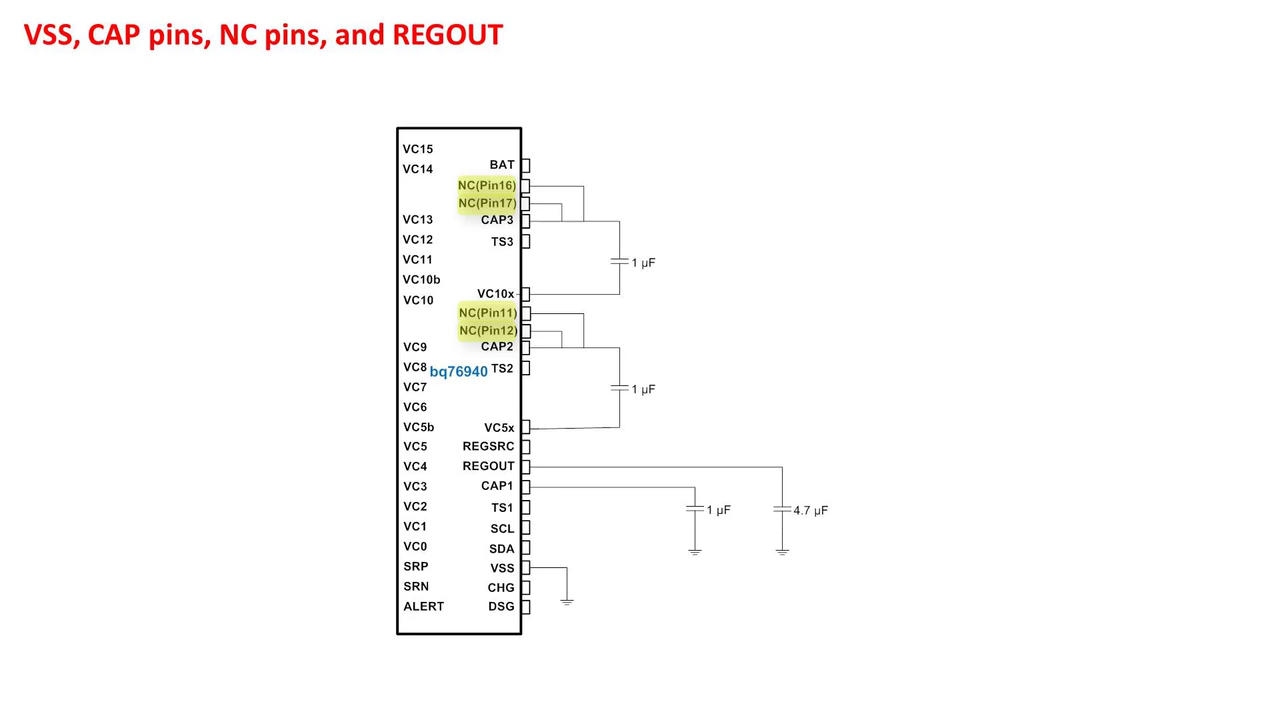 VSS, CAP pins, NC pins, and REGOUT
VC15
VC14
VC13
VC12
VC11
VC10b
VC10
VC9
VC8
VC7
VC6
VC5b
VC5
VC4
VC3
VC2
VC1
VC0
SRP
SRN
ALERT
bq76940
BAT
NC(Pin16)
NC(Pin17)
CAP3
TS3
VC10x
NC(Pin11)
NC(Pin12)
CAP2
TS2
VC5x
REGSRC
REGOUT
CAP1
TS1
SCL
SDA
VSS
CHG
DSG
1 µF
1 µF
1 µF
4.7 µF